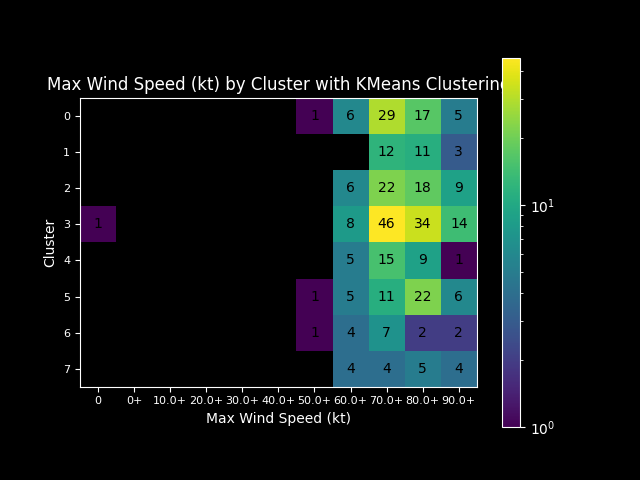 Max Wind Speed (kt) by Cluster with KMeans Clustering
0 1 6 29 17 5
1 12 11 3
2 6 22 18 9
3 1 8 46 34 14
4 5 15 9 1
5 1 5 11 22 6
6 1 4 7 2 2
7 4 4 5 4
0 0+ 10.0+ 20.0+ 30.0+ 40.0+ 50.0+ 60.0+ 70.0+ 80.0+ 90.0+
Max Wind Speed (kt)
Cluster
10¹
10⁰